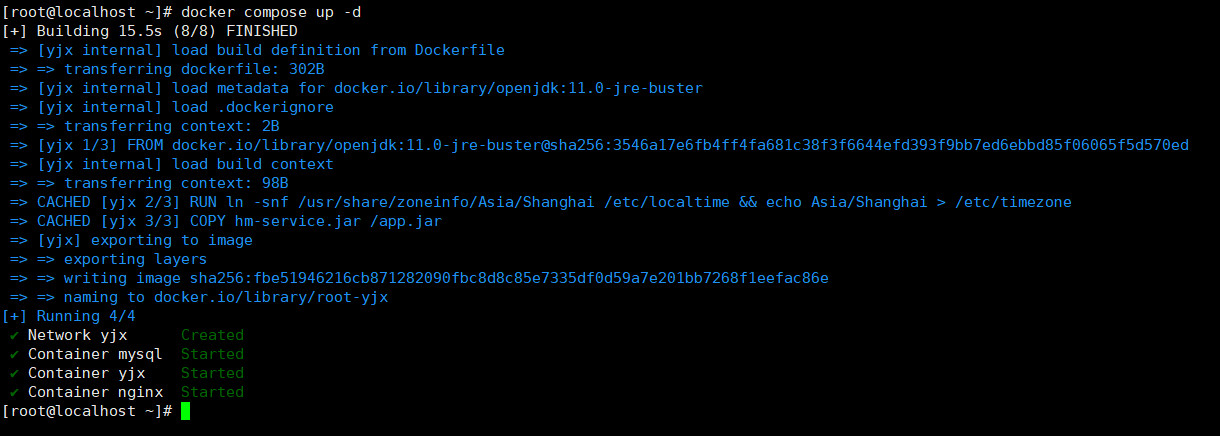 [root@localhost ~]# docker compose up -d
[+] Building 15.5s (8/8) FINISHED
=> [yjx internal] load build definition from Dockerfile
=> => transferring dockerfile: 302B
=> [yjx internal] load metadata for docker.io/library/openjdk:11.0-jre-buster
=> [yjx internal] load .dockerignore
=> => transferring context: 2B
=> [yjx 1/3] FROM docker.io/library/openjdk:11.0-jre-buster@sha256:3546a17e6fb4ff4fa681c38f3f6644efd393f9bb7ed6ebbd85f06065f5d570ed
=> [yjx internal] load build context
=> => transferring context: 98B
=> CACHED [yjx 2/3] RUN ln -snf /usr/share/zoneinfo/Asia/Shanghai /etc/localtime && echo Asia/Shanghai > /etc/timezone
=> CACHED [yjx 3/3] COPY hm-service.jar /app.jar
=> [yjx] exporting to image
=> => exporting layers
=> => writing image sha256:fbe51946216cb871282090fbc8d8c85e7335df0d59a7e201bb7268f1eefac86e
=> => naming to docker.io/library/root-yjx
[+] Running 4/4
✔ Network yjx Created
✔ Container mysql Started
✔ Container yjx Started
✔ Container nginx Started
[root@localhost ~]#